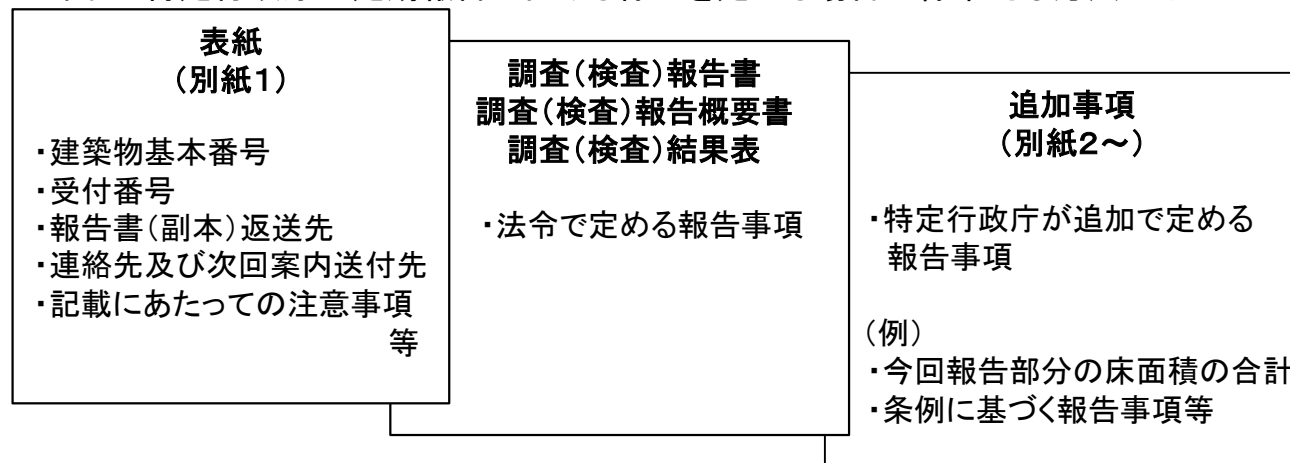 表紙
(別紙1)
・建築物基本番号
・受付番号
・報告書(副本)返送先
・連絡先及び次回案内送付先
・記載にあたっての注意事項
等
調査(検査)報告書
調査(検査)報告概要書
調査(検査)結果表
・法令で定める報告事項
追加事項
(別紙2~)
・特定行政庁が追加で定める
報告事項
(例)
・今回報告部分の床面積の合計
・条例に基づく報告事項等